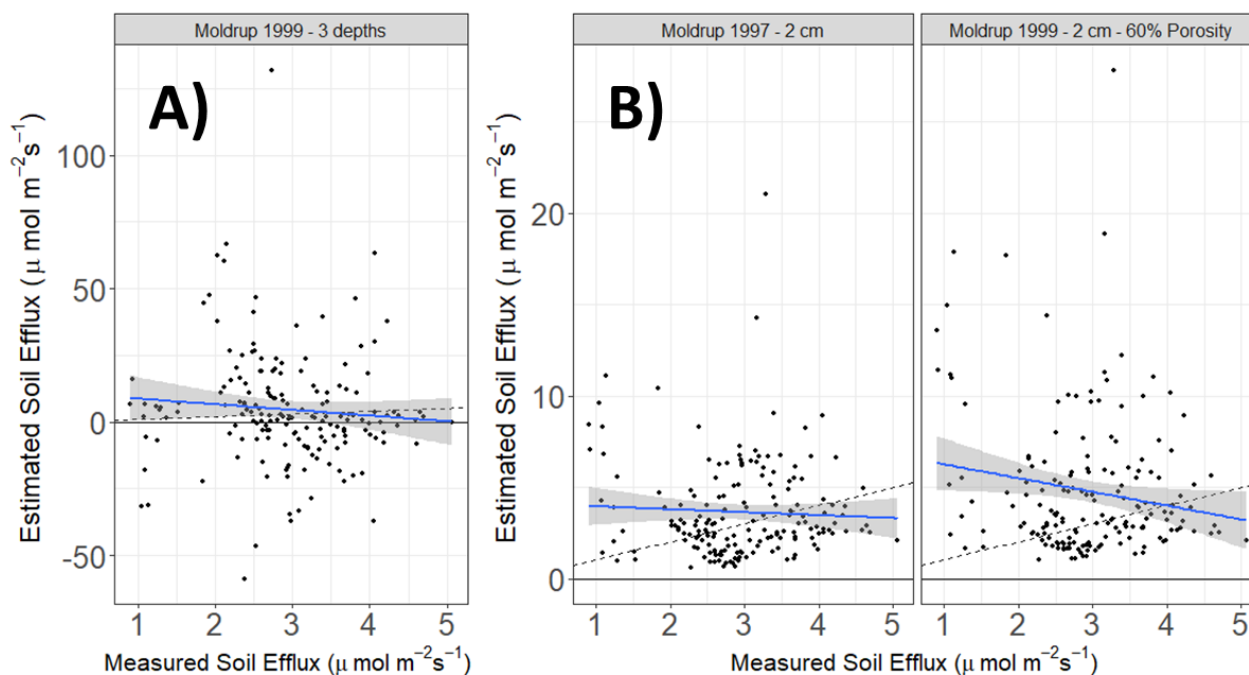 Moldrup 1999 - 3 depths
A)
Estimated Soil Efflux (μ mol m⁻²s⁻¹)
100
50
0
-50
1 2 3 4 5
Measured Soil Efflux (μ mol m⁻²s⁻¹)
Moldrup 1997 - 2 cm
Moldrup 1999 - 2 cm - 60% Porosity
B)
Estimated Soil Efflux (μ mol m⁻²s⁻¹)
20
10
0
1 2 3 4 5
1 2 3 4 5
Measured Soil Efflux (μ mol m⁻²s⁻¹)